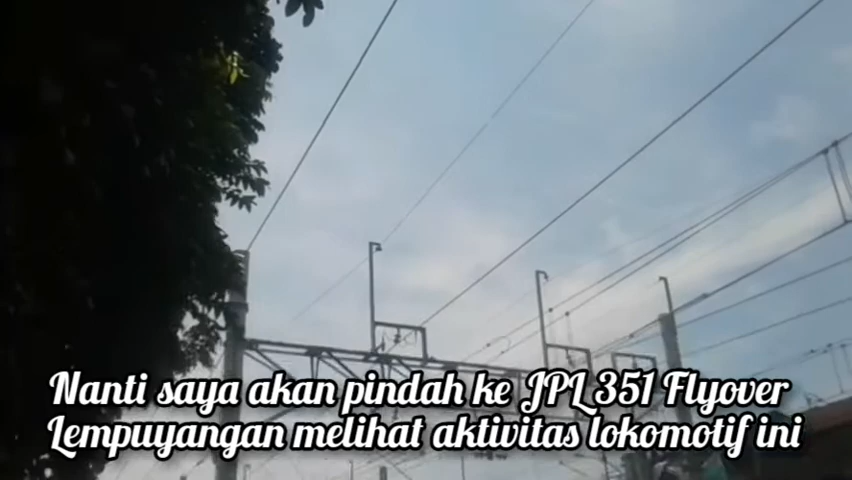 Nanti saya akan pindah ke JPL 351 Flyover
Lempuyangan melihat aktivitas lokomotif ini